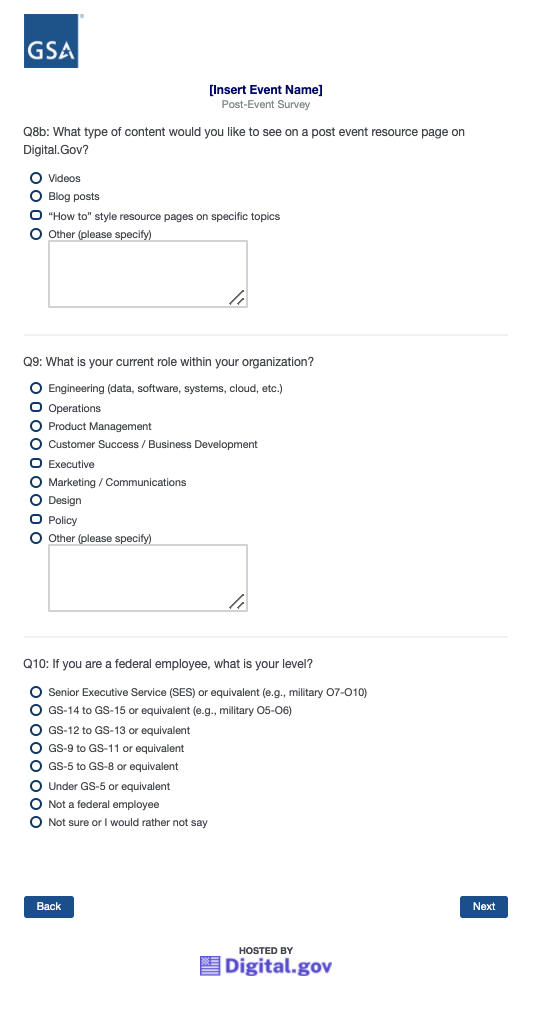 GSA
[Insert Event Name]
Post-Event Survey
Q8b: What type of content would you like to see on a post event resource page on
Digital.Gov?
Videos
Blog posts
“How to” style resource pages on specific topics
Other (please specify)
Q9: What is your current role within your organization?
Engineering (data, software, systems, cloud, etc.)
Operations
Product Management
Customer Success / Business Development
Executive
Marketing / Communications
Design
Policy
Other (please specify)
Q10: If you are a federal employee, what is your level?
Senior Executive Service (SES) or equivalent (e.g., military O7-O10)
GS-14 to GS-15 or equivalent (e.g., military O5-O6)
GS-12 to GS-13 or equivalent
GS-9 to GS-11 or equivalent
GS-5 to GS-8 or equivalent
Under GS-5 or equivalent
Not a federal employee
Not sure or I would rather not say
Back
Next
HOSTED BY
Digital.gov